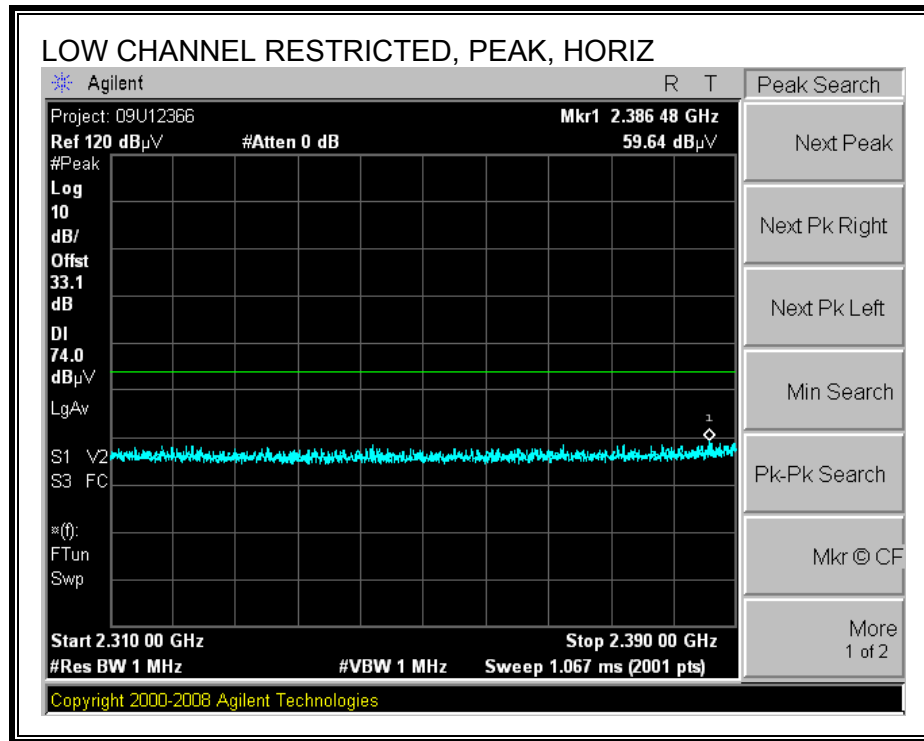 LOW CHANNEL RESTRICTED, PEAK, HORIZ
Agilent R T
Peak Search
Project: 09U12366 Mkr1 2.386 48 GHz
Ref 120 dBµV #Atten 0 dB 59.64 dBµV
#Peak
Log
10
dB/
Offst
33.1
dB
DI
74.0
dBµV
LgAv
1
S1 V2
S3 FC
¤(f):
FTun
Swp
Start 2.310 00 GHz Stop 2.390 00 GHz
#Res BW 1 MHz #VBW 1 MHz Sweep 1.067 ms (2001 pts)
Next Peak
Next Pk Right
Next Pk Left
Min Search
Pk-Pk Search
Mkr © CF
More
1 of 2
Copyright 2000-2008 Agilent Technologies